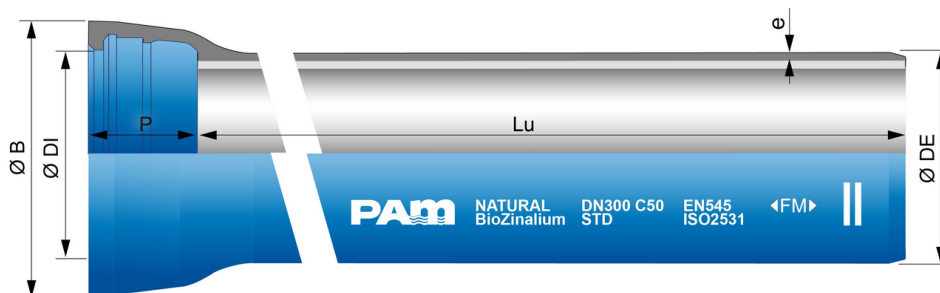 e
P
Lu
Ø B
Ø DI
Ø DE
PAM
NATURAL
BioZinalium
DN300 C50
STD
EN545
ISO2531
FM